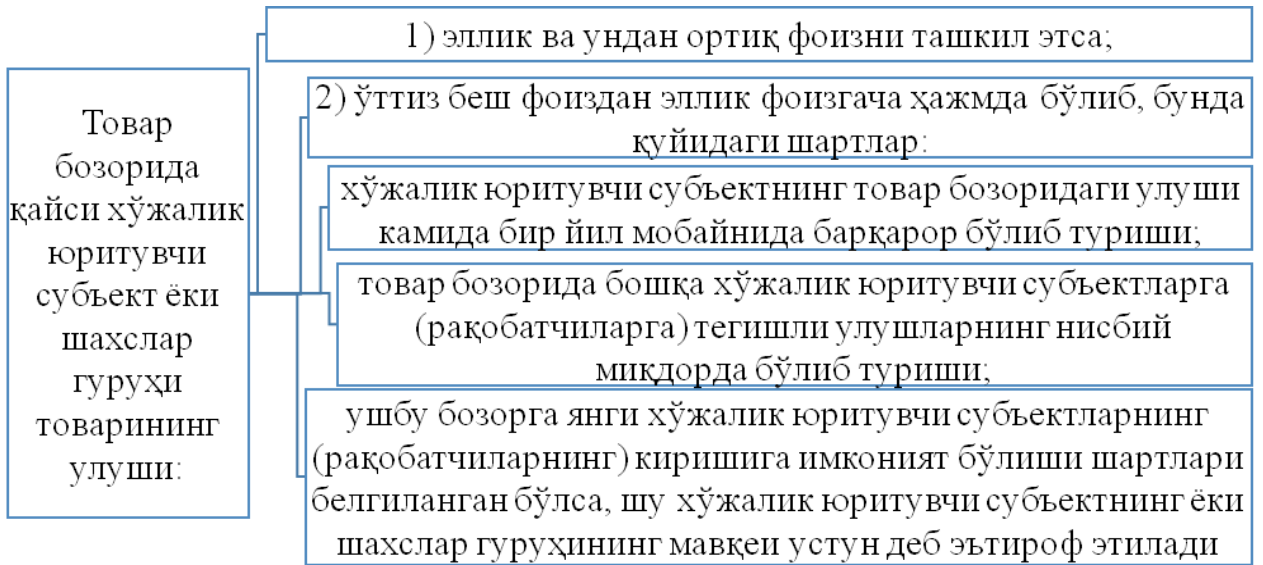 Товар
бозорида
қайси хўжалик
юритувчи
субъект ёки
шахслар
гуруҳи
товарининг
улуши:
1) эллик ва ундан ортиқ фоизни ташкил этса;
2) ўттиз беш фоиздан эллик фоизгача ҳажмда бўлиб, бунда
қуйидаги шартлар:
хўжалик юритувчи субъектнинг товар бозоридаги улуши
камида бир йил мобайнида барқарор бўлиб туриши;
товар бозорида бошқа хўжалик юритувчи субъектларга
(рақобатчиларга) тегишли улушларнинг нисбий
миқдорда бўлиб туриши;
ушбу бозорга янги хўжалик юритувчи субъектларнинг
(рақобатчиларнинг) киришига имконият бўлиши шартлари
белгиланган бўлса, шу хўжалик юритувчи субъектнинг ёки
шахслар гуруҳининг мавқеи устун деб эътироф этилади